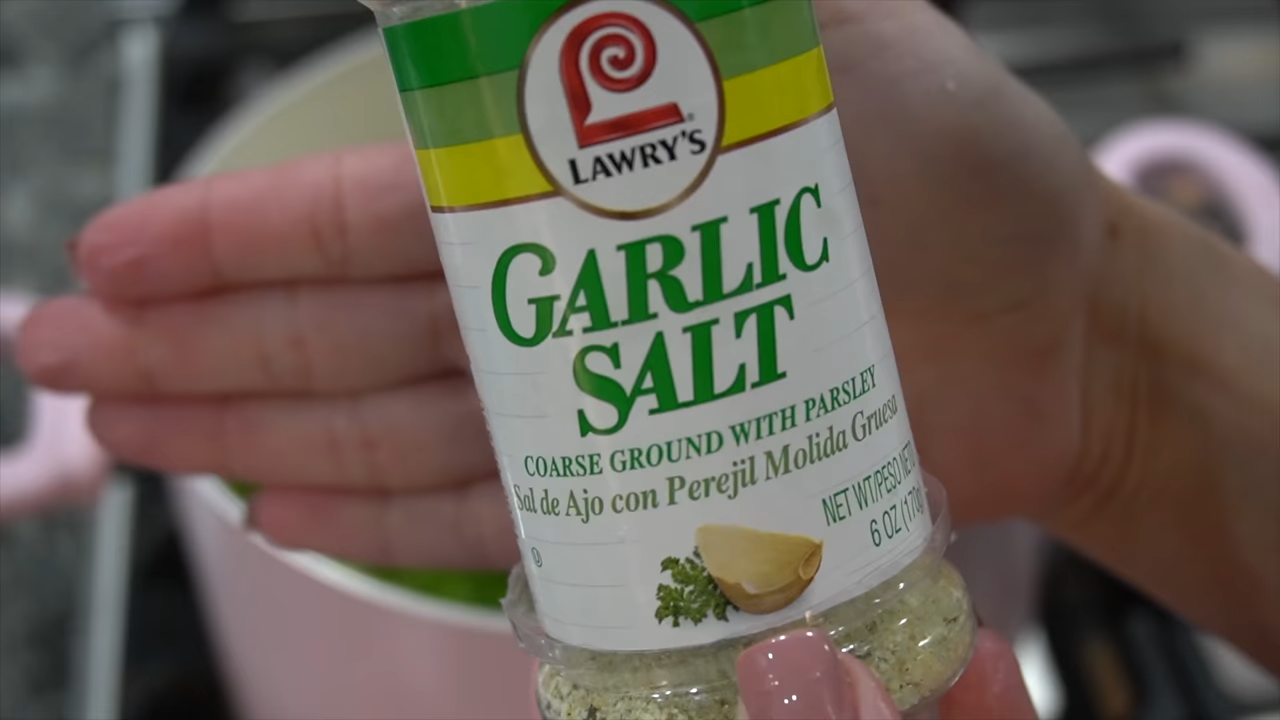 LAWRY'S
GARLIC
SALT
COARSE GROUND WITH PARSLEY
Sal de Ajo con Perejil Molida Gruesa
NET WT/PESO NETO
6 OZ (170g)